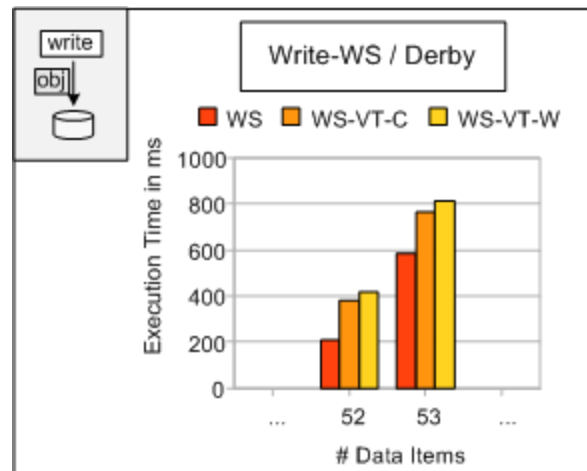 write
obj
Write-WS / Derby
WS WS-VT-C WS-VT-W
Execution Time in ms
1000
800
600
400
200
0
... 52 53 ...
# Data Items